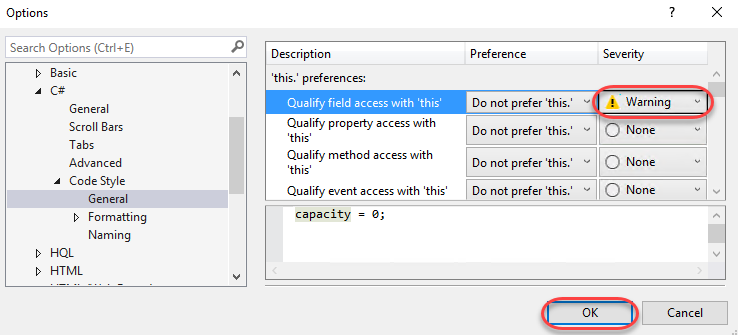 Options
Search Options (Ctrl+E)
Basic
C#
General
Scroll Bars
Tabs
Advanced
Code Style
General
Formatting
Naming
HQL
HTML
Description Preference Severity
'this.' preferences:
Qualify field access with 'this' Do not prefer 'this.' Warning
Qualify property access with 'this' Do not prefer 'this.' None
Qualify method access with 'this' Do not prefer 'this.' None
Qualify event access with 'this' Do not prefer 'this.' None
capacity = 0;
OK Cancel